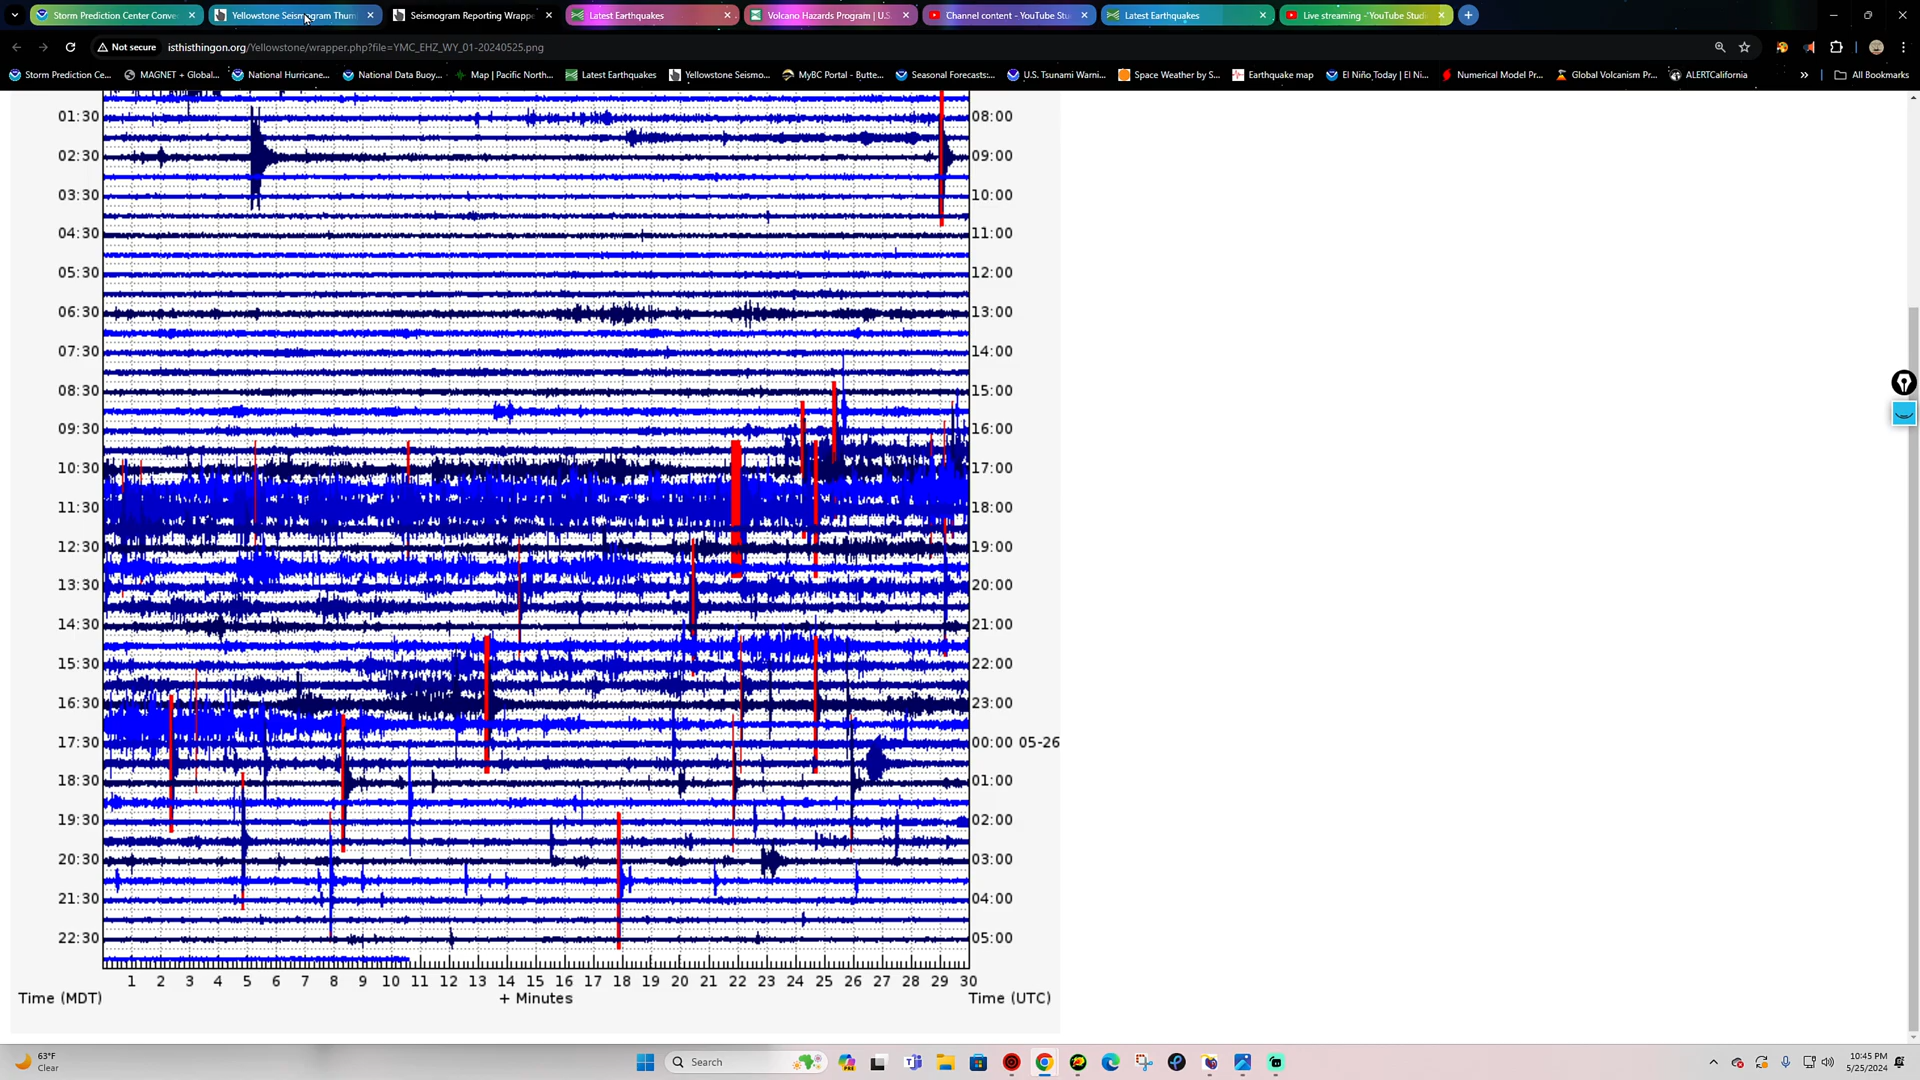 Storm Prediction Center Conve
Yellowstone Seismogram Thum
Seismogram Reporting Wrappe
Latest Earthquakes
Volcano Hazards Program | U.S.
Channel content - YouTube Stu
Latest Earthquakes
Live streaming - YouTube Studi
Not secure
isthisthingon.org/Yellowstone/wrapper.php?file=YMC_EHZ_WY_01-20240525.png
Storm Prediction Ce...
MAGNET + Global...
National Hurricane...
National Data Buoy...
Map | Pacific North...
Latest Earthquakes
Yellowstone Seismo...
MyBC Portal - Butte...
Seasonal Forecasts:...
U.S. Tsunami Warni...
Space Weather by S...
Earthquake map
El Niño Today | El Ni...
Numerical Model Pr...
Global Volcanism Pr...
ALERTCalifornia
All Bookmarks
01:30 08:00
02:30 09:00
03:30 10:00
04:30 11:00
05:30 12:00
06:30 13:00
07:30 14:00
08:30 15:00
09:30 16:00
10:30 17:00
11:30 18:00
12:30 19:00
13:30 20:00
14:30 21:00
15:30 22:00
16:30 23:00
17:30 00:00 05-26
18:30 01:00
19:30 02:00
20:30 03:00
21:30 04:00
22:30 05:00
1 2 3 4 5 6 7 8 9 10 11 12 13 14 15 16 17 18 19 20 21 22 23 24 25 26 27 28 29 30
Time (MDT) + Minutes Time (UTC)
63°F
Clear
Search
10:45 PM
5/25/2024